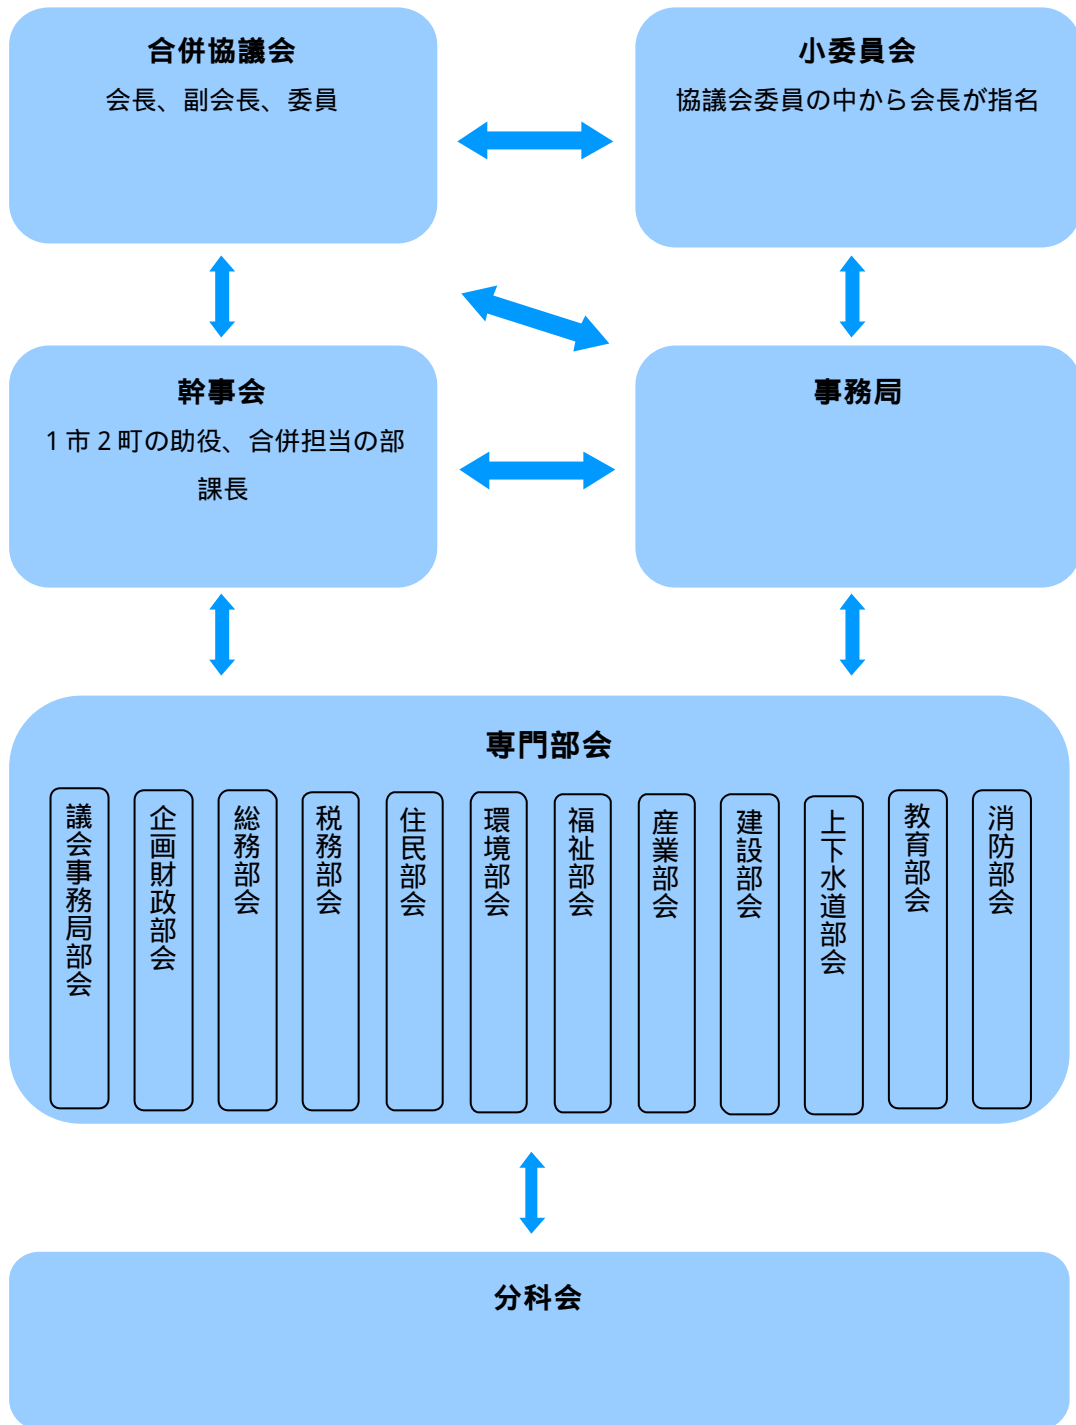 合併協議会
会長、副会長、委員
小委員会
協議会委員の中から会長が指名
幹事会
1市2町の助役、合併担当の部
課長
事務局
専門部会
議会事務局部会
企画財政部会
総務部会
税務部会
住民部会
環境部会
福祉部会
産業部会
建設部会
上下水道部会
教育部会
消防部会
分科会